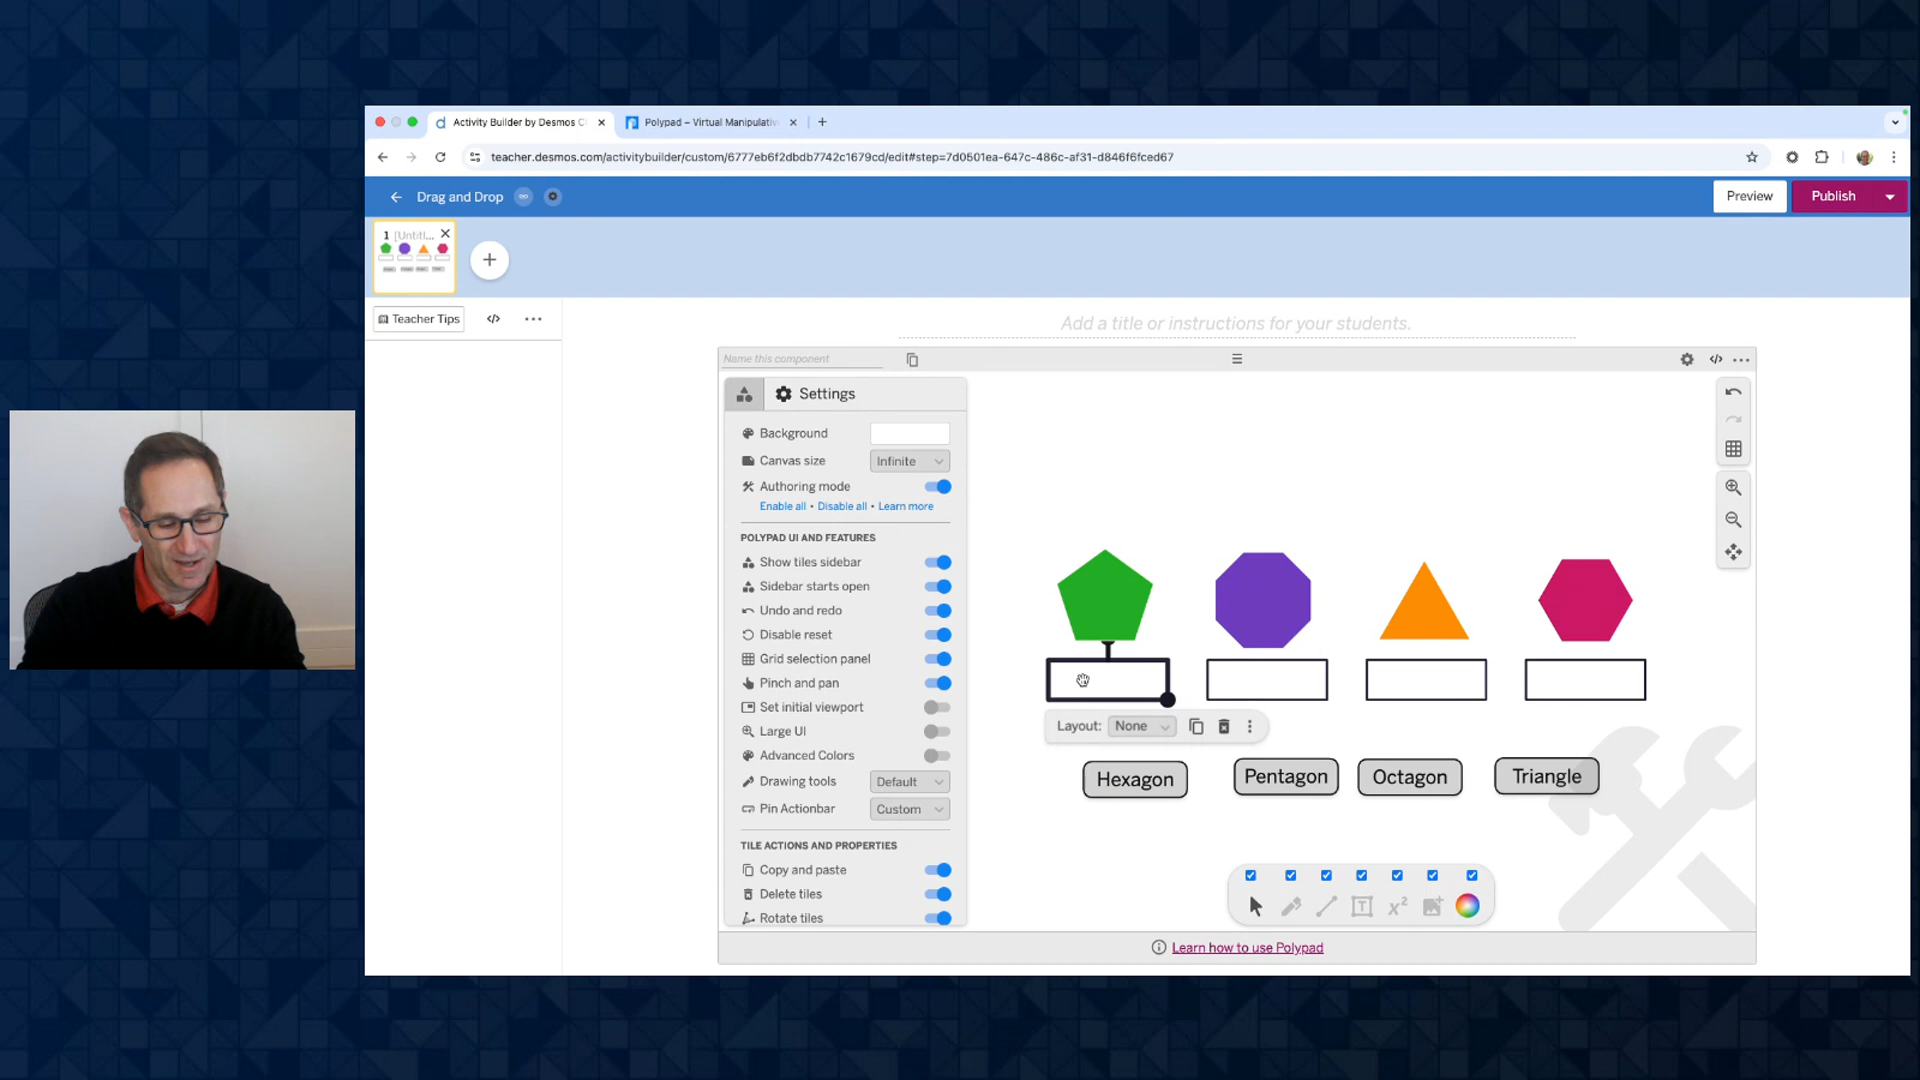 Activity Builder by Desmos C
Polypad – Virtual Manipulativ
teacher.desmos.com/activitybuilder/custom/6777eb6f2dbdb7742c1679cd/edit#step=7d0501ea-647c-486c-af31-d846f6fced67
Drag and Drop
Preview
Publish
1 [Untitl...
Teacher Tips
Add a title or instructions for your students.
Name this component
Settings
Background
Canvas size
Infinite
Authoring mode
Enable all • Disable all • Learn more
POLYPAD UI AND FEATURES
Show tiles sidebar
Sidebar starts open
Undo and redo
Disable reset
Grid selection panel
Pinch and pan
Set initial viewport
Large UI
Advanced Colors
Drawing tools
Default
Pin Actionbar
Custom
TILE ACTIONS AND PROPERTIES
Copy and paste
Delete tiles
Rotate tiles
Layout: None
Hexagon
Pentagon
Octagon
Triangle
T
x²
Learn how to use Polypad